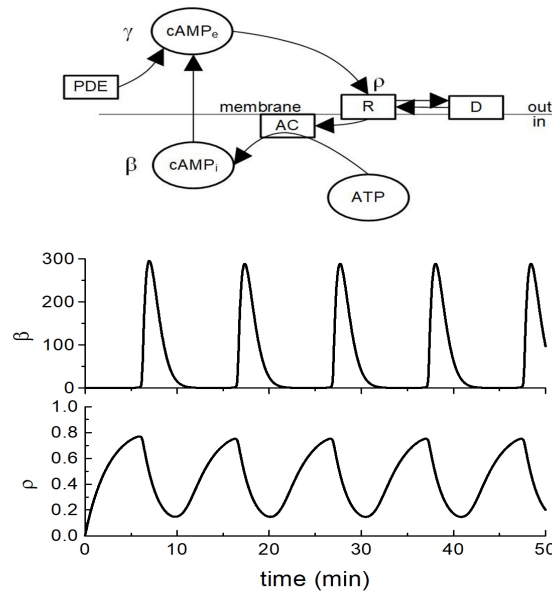 γ cAMPe
PDE
ρ
membrane R D out
AC in
β cAMPi
ATP
300
200
β
100
0
1.0
0.8
0.6
ρ
0.4
0.2
0.0
0 10 20 30 40 50
time (min)